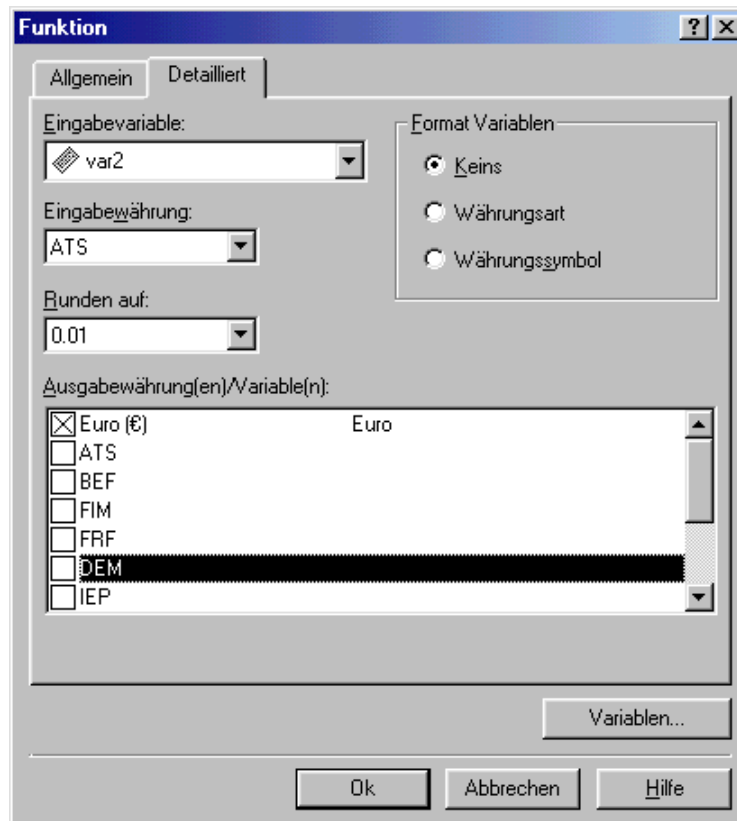 Funktion
Allgemein
Detailliert
Eingabevariable:
var2
Eingabewährung:
ATS
Runden auf:
0.01
Format Variablen
Keins
Währungsart
Währungssymbol
Ausgabewährung(en)/Variable(n):
Euro (€) Euro
ATS
BEF
FIM
FRF
DEM
IEP
Variablen...
Ok
Abbrechen
Hilfe